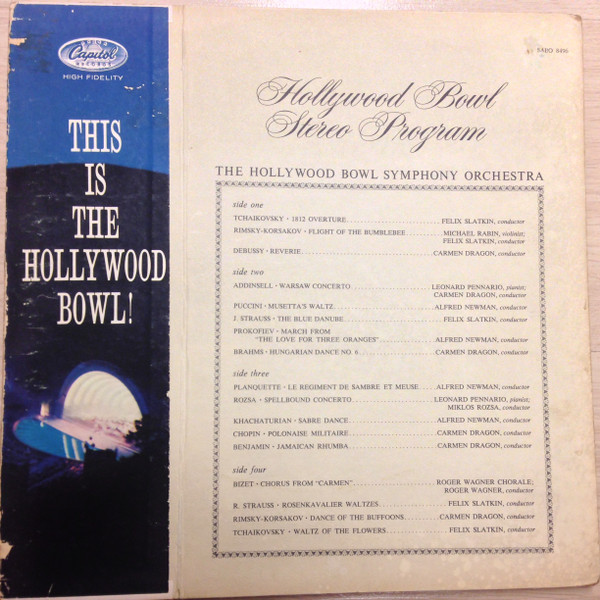 CAPITOL
Capitol
RECORDS
HIGH FIDELITY
THIS
IS
THE
HOLLYWOOD
BOWL!
Hollywood Bowl
Stereo Program
THE HOLLYWOOD BOWL SYMPHONY ORCHESTRA
side one
TCHAIKOVSKY • 1812 OVERTURE........................FELIX SLATKIN, conductor
RIMSKY-KORSAKOV • FLIGHT OF THE BUMBLEBEE........MICHAEL RABIN, violinist;
FELIX SLATKIN, conductor
DEBUSSY • REVERIE........................CARMEN DRAGON, conductor
side two
ADDINSELL • WARSAW CONCERTO........................LEONARD PENNARIO, pianist;
CARMEN DRAGON, conductor
PUCCINI • MUSETTA'S WALTZ........................ALFRED NEWMAN, conductor
J. STRAUSS • THE BLUE DANUBE........................FELIX SLATKIN, conductor
PROKOFIEV • MARCH FROM
"THE LOVE FOR THREE ORANGES"................ALFRED NEWMAN, conductor
BRAHMS • HUNGARIAN DANCE NO. 6................CARMEN DRAGON, conductor
side three
PLANQUETTE • LE REGIMENT DE SAMBRE ET MEUSE.....ALFRED NEWMAN, conductor
ROZSA • SPELLBOUND CONCERTO................LEONARD PENNARIO, pianist;
MIKLOS ROZSA, conductor
KHACHATURIAN • SABRE DANCE................ALFRED NEWMAN, conductor
CHOPIN • POLONAISE MILITAIRE................CARMEN DRAGON, conductor
BENJAMIN • JAMAICAN RHUMBA................CARMEN DRAGON, conductor
side four
BIZET • CHORUS FROM "CARMEN"................ROGER WAGNER CHORALE;
ROGER WAGNER, conductor
R. STRAUSS • ROSENKAVALIER WALTZES................FELIX SLATKIN, conductor
RIMSKY-KORSAKOV • DANCE OF THE BUFFOONS.........CARMEN DRAGON, conductor
TCHAIKOVSKY • WALTZ OF THE FLOWERS................FELIX SLATKIN, conductor